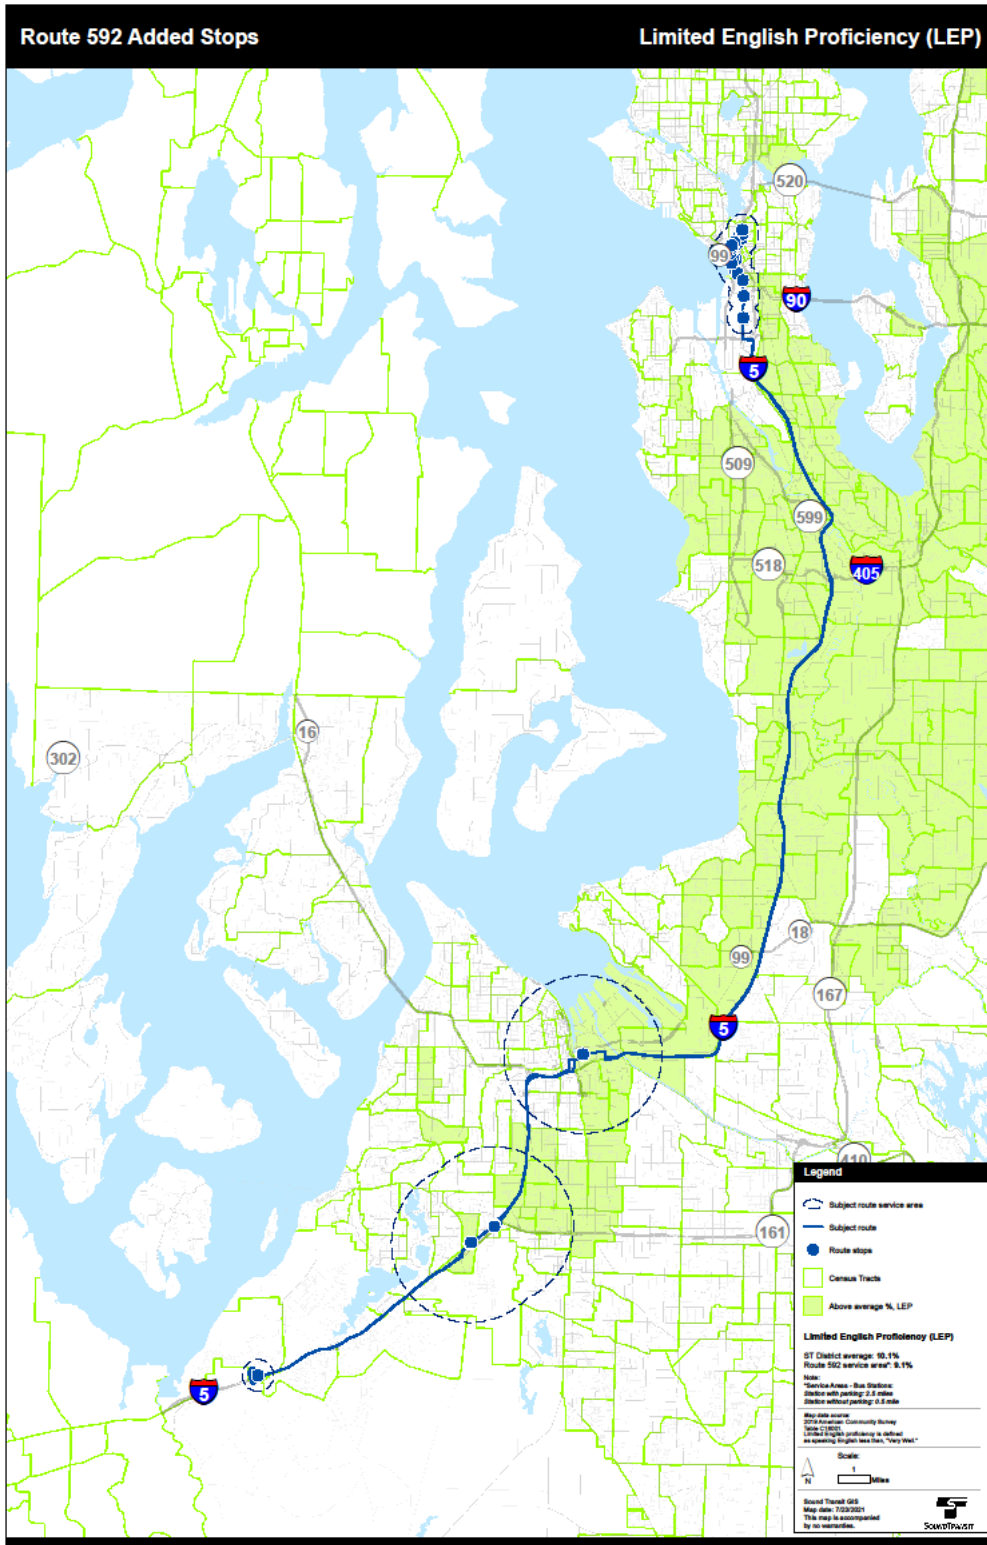 Route 592 Added Stops
Limited English Proficiency (LEP)
520
99
90
5
509
599
518
405
16
302
18
99
167
5
410
161
5
Legend
Subject route service area
Subject route
Route stops
Census Tracts
Above average %, LEP
Limited English Proficiency (LEP)
ST District average: 10.1%
Route 592 service area*: 9.1%
Note:
*Service Areas - Bus Stations:
Station with parking: 2.5 miles
Station without parking: 0.5 mile
Map data source:
2019 American Community Survey
Table C16001
Limited English proficiency is defined
as speaking English less than, "Very Well."
Scale:
1
Miles
N
Sound Transit GIS
Map date: 7/23/2021
This map is accompanied
by no warranties.
SOUNDTRANSIT